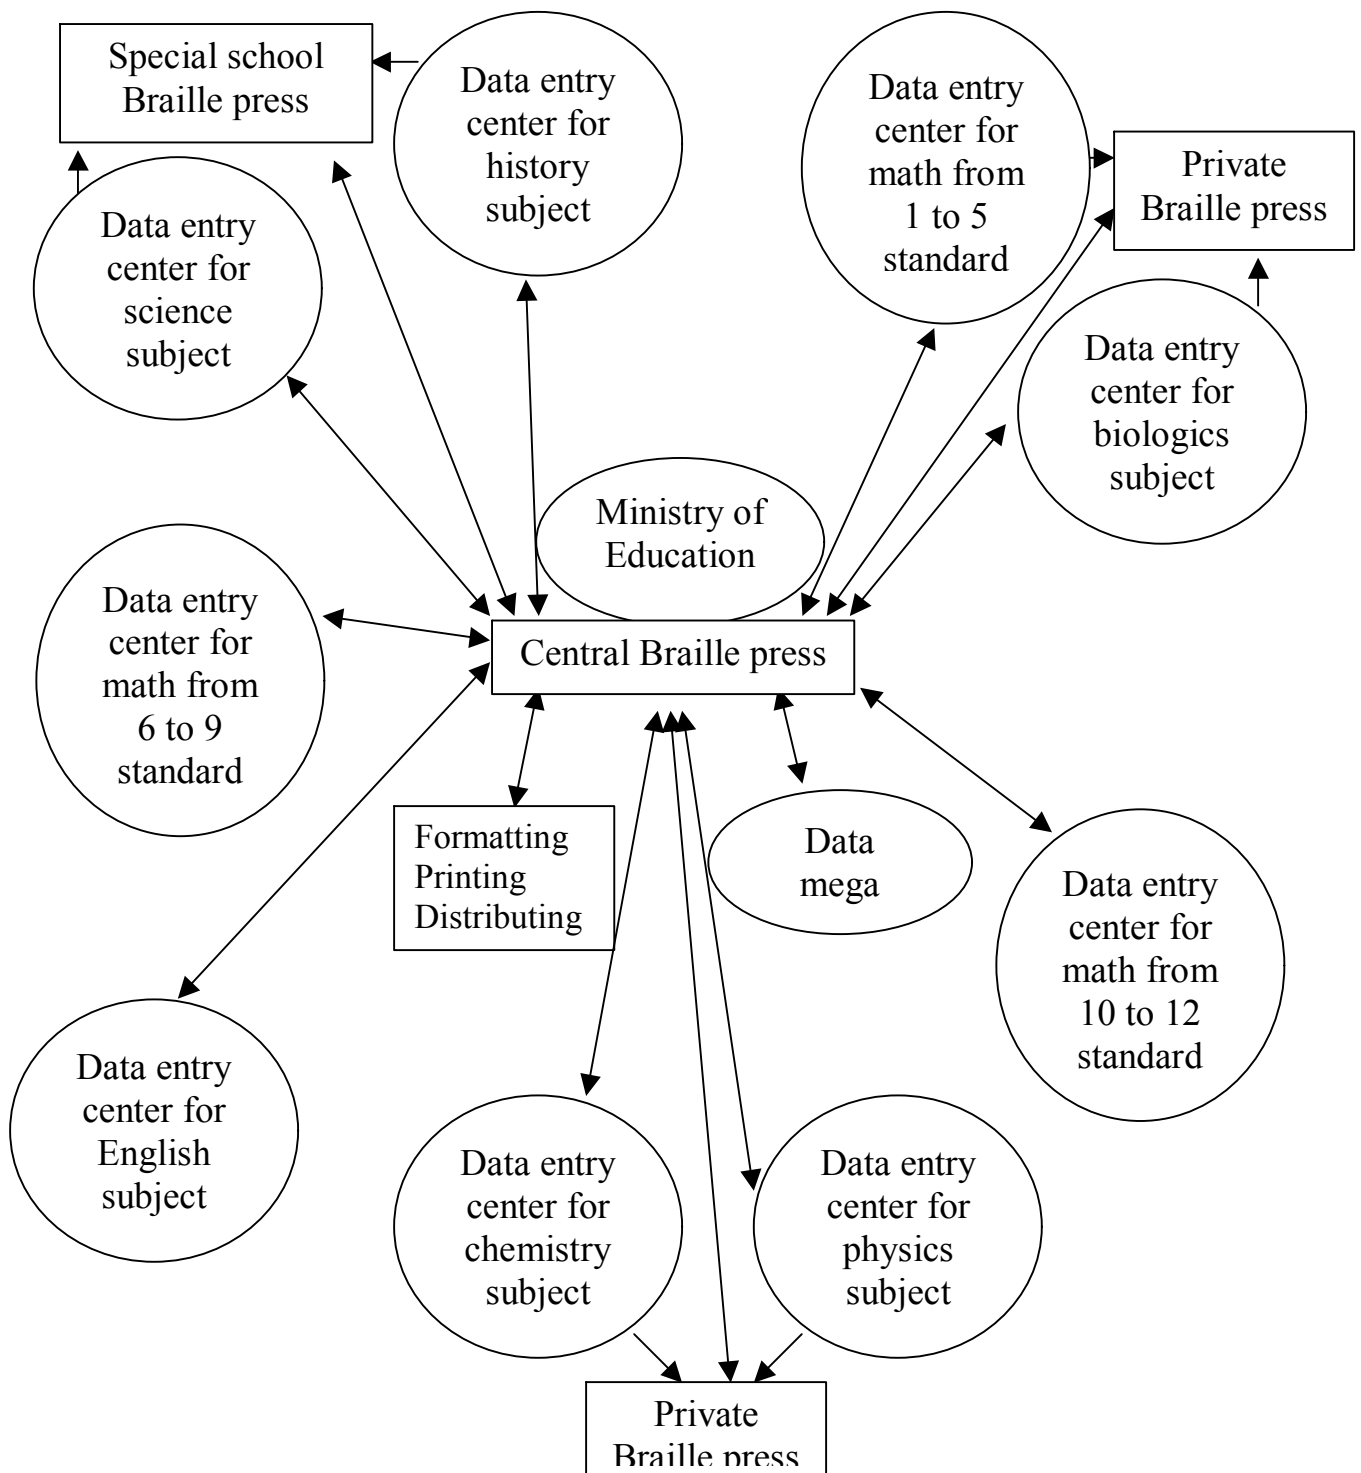 Special school
Braille press
Data entry
center for
history
subject
Data entry
center for
math from
1 to 5
standard
Private
Braille press
Data entry
center for
science
subject
Data entry
center for
biologics
subject
Ministry of
Education
Data entry
center for
math from
6 to 9
standard
Central Braille press
Formatting
Printing
Distributing
Data
mega
Data entry
center for
math from
10 to 12
standard
Data entry
center for
English
subject
Data entry
center for
chemistry
subject
Data entry
center for
physics
subject
Private
Braille press